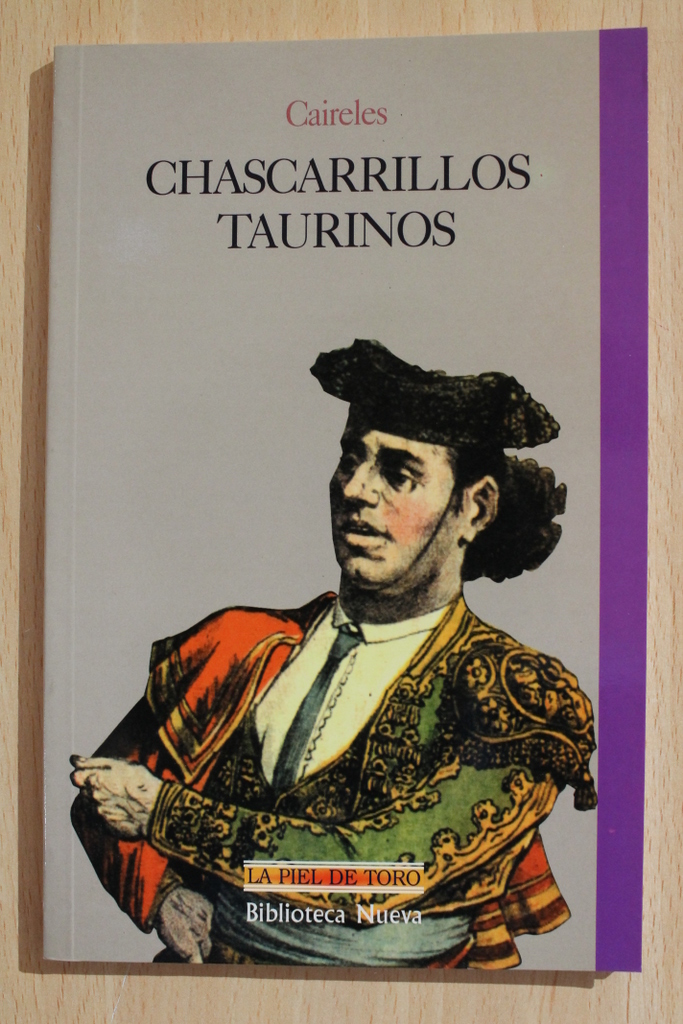 Caireles
CHASCARRILLOS
TAURINOS
LA PIEL DE TORO
Biblioteca Nueva